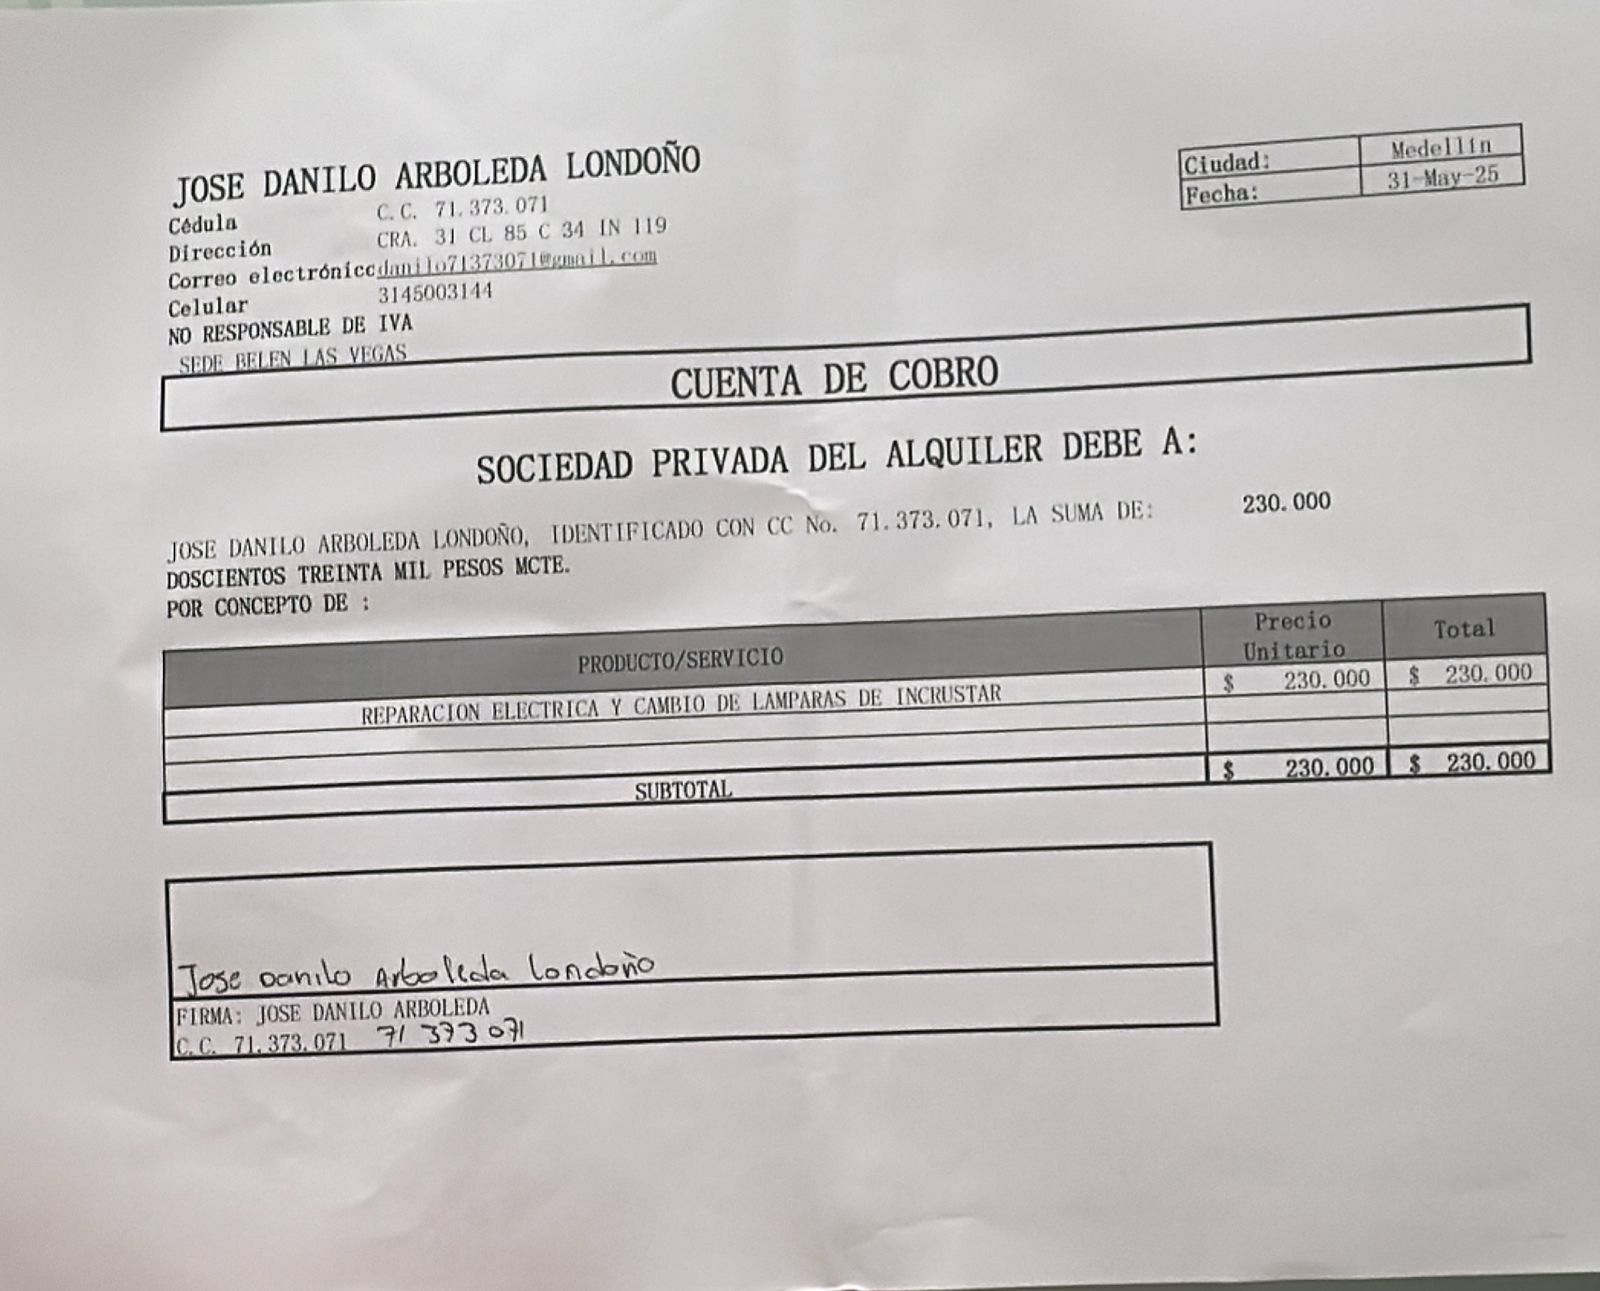 JOSE DANILO ARBOLEDA LONDOÑO
Ciudad: Medellín
Fecha: 31-May-25
Cédula C.C. 71.373.071
Dirección CRA. 31 CL 85 C 34 IN 119
Correo electrónico danilo71373071@gmail.com
Celular 3145003144
NO RESPONSABLE DE IVA
SEDE BELEN LAS VEGAS
CUENTA DE COBRO
SOCIEDAD PRIVADA DEL ALQUILER DEBE A:
JOSE DANILO ARBOLEDA LONDOÑO, IDENTIFICADO CON CC No. 71.373.071, LA SUMA DE: 230.000
DOSCIENTOS TREINTA MIL PESOS MCTE.
POR CONCEPTO DE :
PRODUCTO/SERVICIO Precio Unitario Total
REPARACION ELECTRICA Y CAMBIO DE LAMPARAS DE INCRUSTAR $ 230.000 $ 230.000
SUBTOTAL $ 230.000 $ 230.000
Jose Danilo Arboleda Londoño
FIRMA: JOSE DANILO ARBOLEDA
C.C. 71.373.071 71 373 071